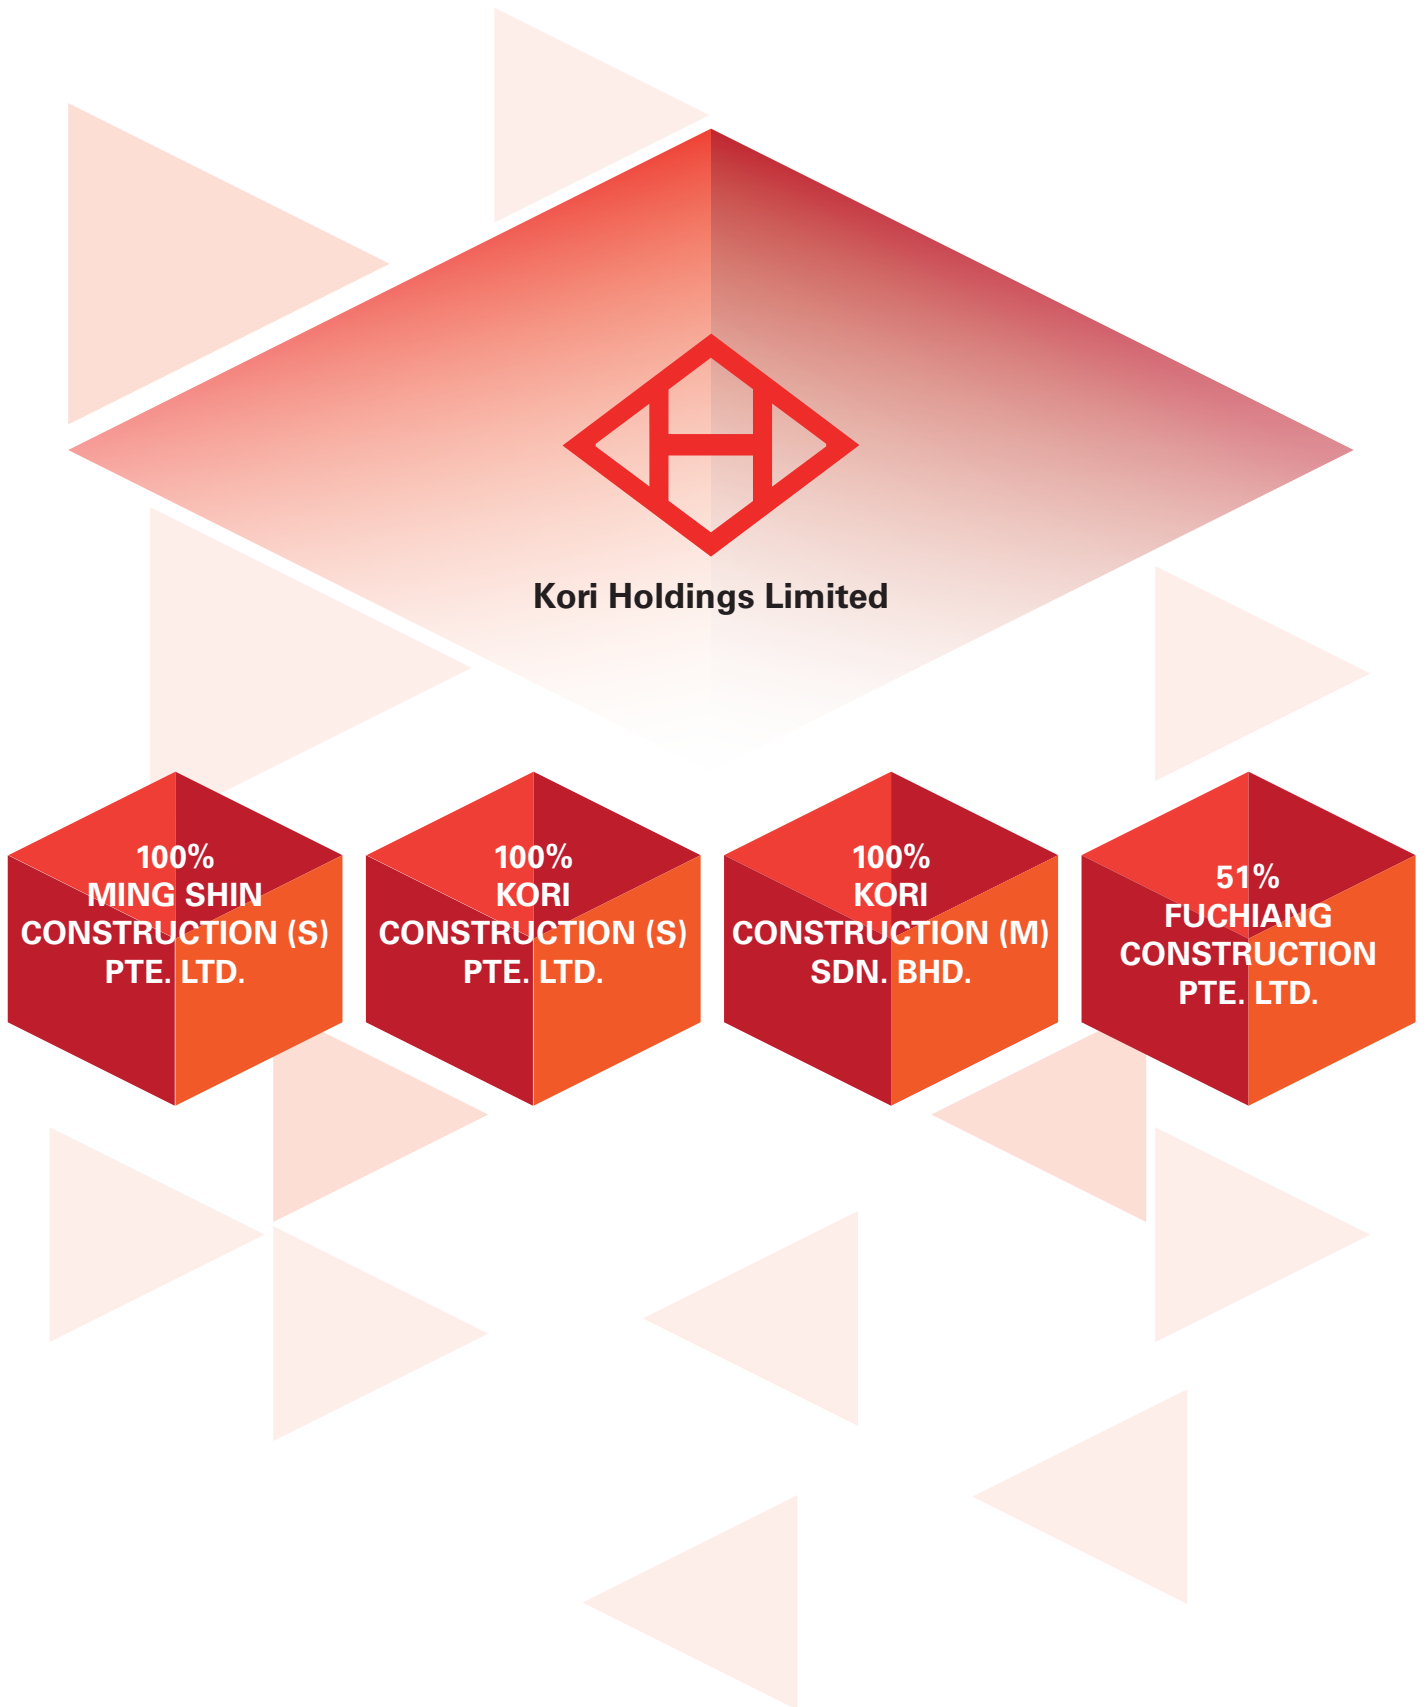 Kori Holdings Limited
100%
MING SHIN
CONSTRUCTION (S)
PTE. LTD.
100%
KORI
CONSTRUCTION (S)
PTE. LTD.
100%
KORI
CONSTRUCTION (M)
SDN. BHD.
51%
FUCHIANG
CONSTRUCTION
PTE. LTD.